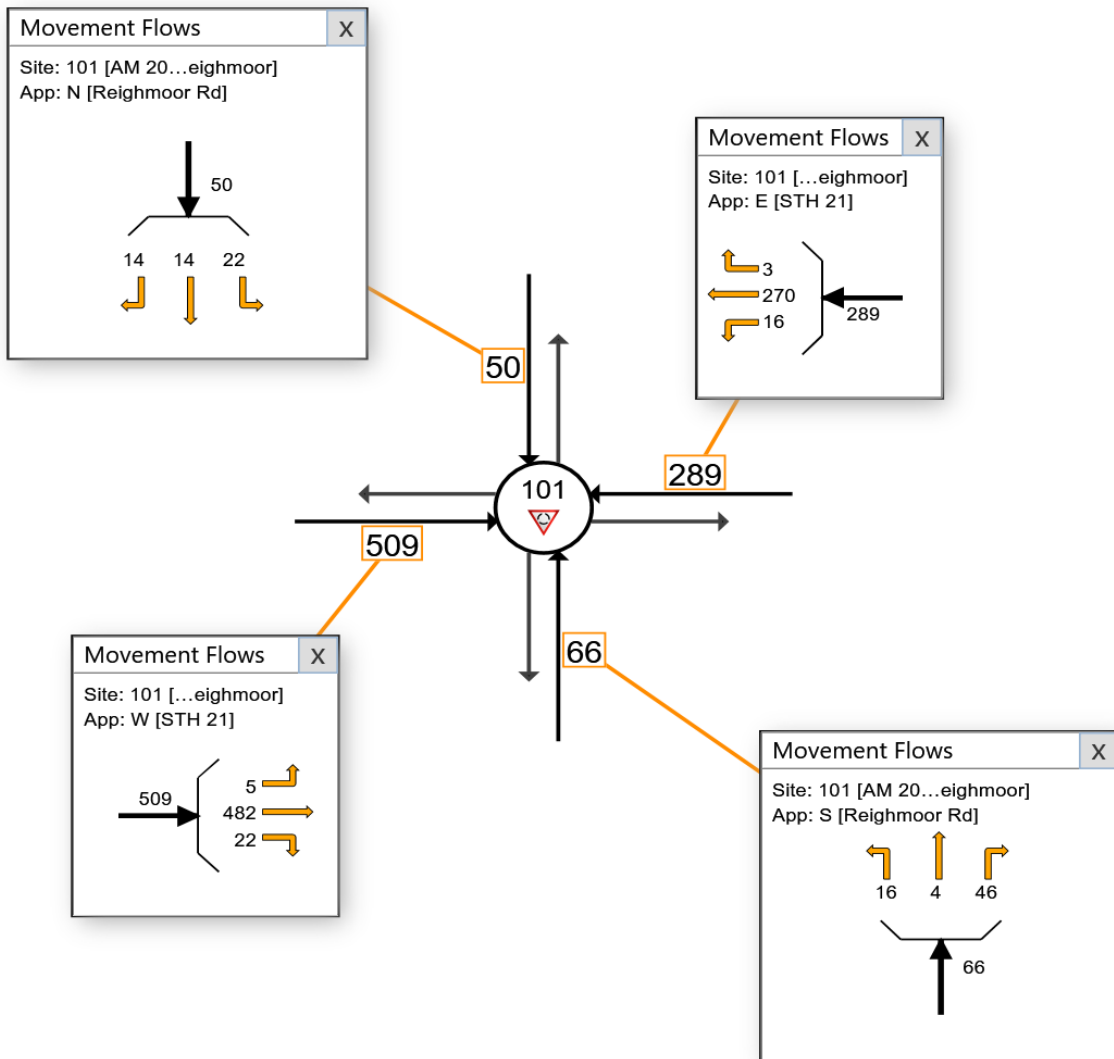 Movement Flows X
Site: 101 [AM 20...eighmoor]
App: N [Reighmoor Rd]
50
14 14 22
Movement Flows X
Site: 101 [...eighmoor]
App: E [STH 21]
3
270
16
289
50
289
101
509
66
Movement Flows X
Site: 101 [...eighmoor]
App: W [STH 21]
509
5
482
22
Movement Flows X
Site: 101 [AM 20...eighmoor]
App: S [Reighmoor Rd]
16 4 46
66